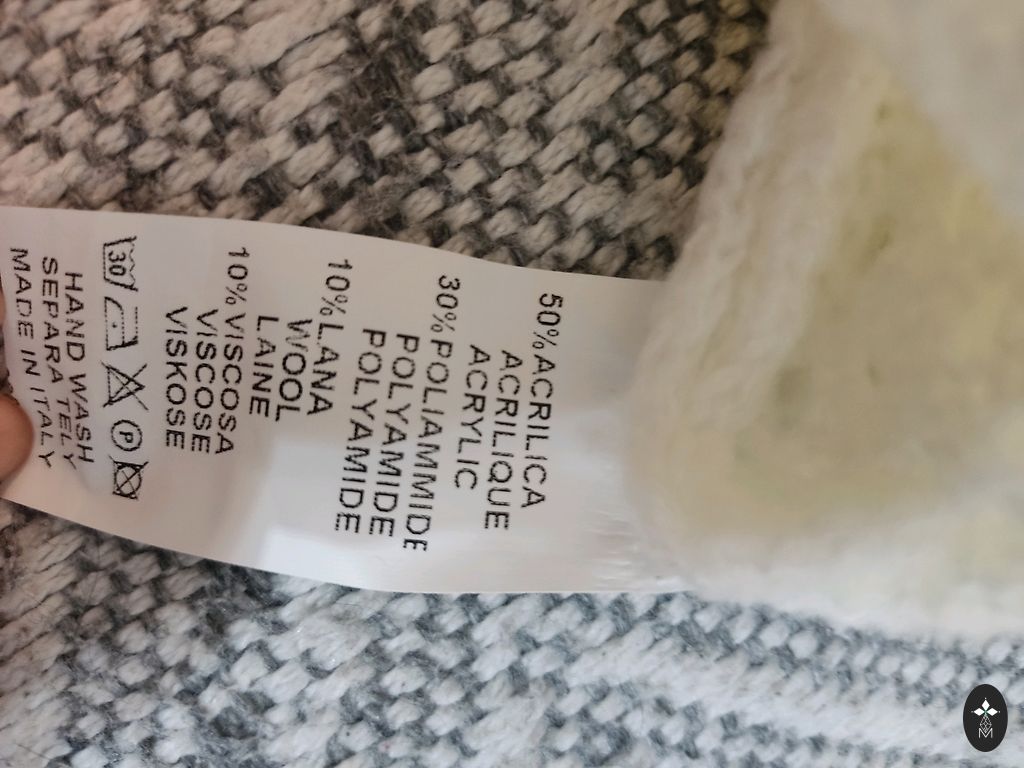 50% ACRILICA
ACRILIQUE
ACRYLIC
30% POLIAMMIDE
POLYAMIDE
POLYAMIDE
10% LANA
WOOL
LAINE
10% VISCOSA
VISCOSE
VISKOSE
30 P
HAND WASH
SEPARA TELY
MADE IN ITALY
M